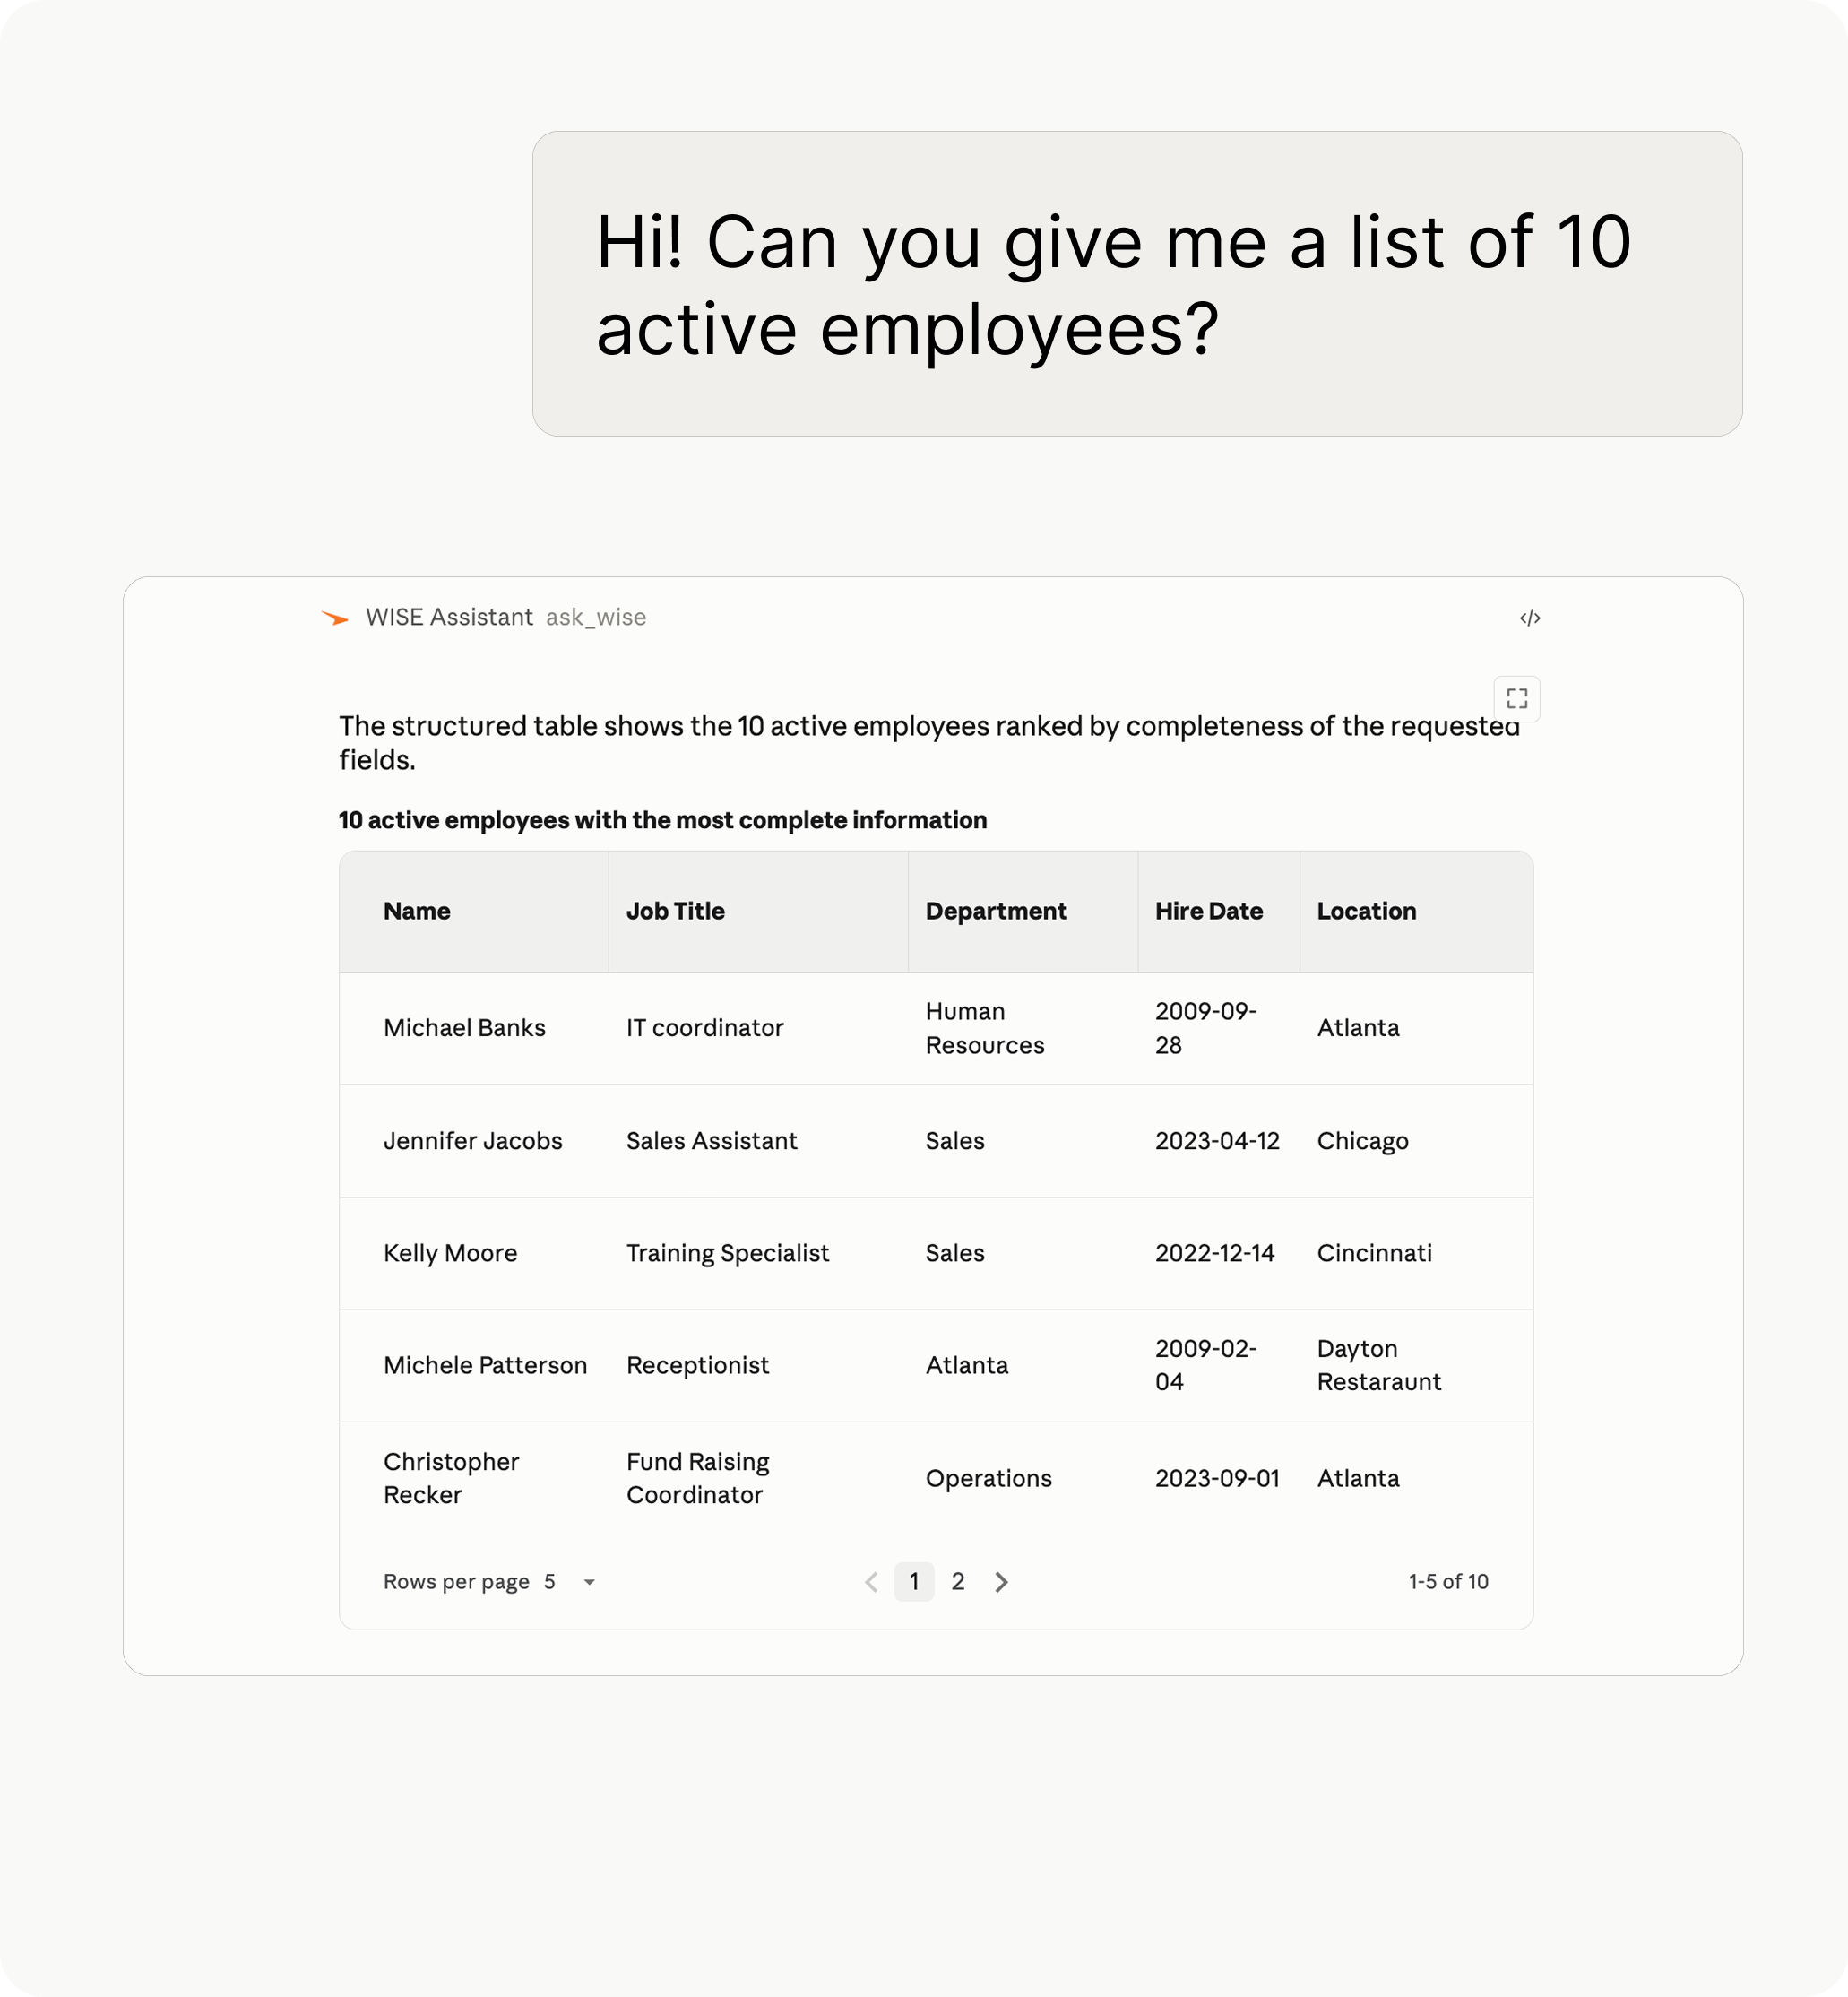 Hi! Can you give me a list of 10
active employees?
WISE Assistant ask_wise
</>
The structured table shows the 10 active employees ranked by completeness of the requested
fields.
10 active employees with the most complete information
Name Job Title Department Hire Date Location
Michael Banks IT coordinator Human Resources 2009-09-28 Atlanta
Jennifer Jacobs Sales Assistant Sales 2023-04-12 Chicago
Kelly Moore Training Specialist Sales 2022-12-14 Cincinnati
Michele Patterson Receptionist Atlanta 2009-02-04 Dayton Restaraunt
Christopher Recker Fund Raising Coordinator Operations 2023-09-01 Atlanta
Rows per page 5 1 2 1-5 of 10